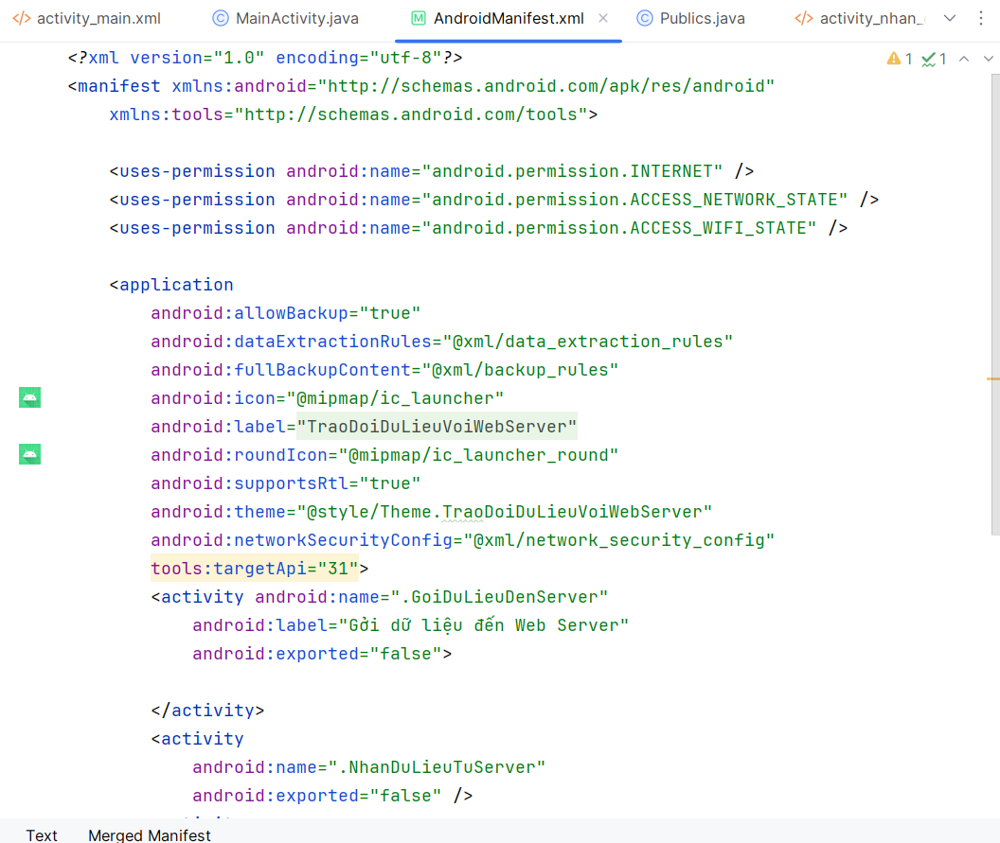 activity_main.xml MainActivity.java AndroidManifest.xml Publics.java activity_nhan_
<?xml version="1.0" encoding="utf-8"?> 1 1
<manifest xmlns:android="http://schemas.android.com/apk/res/android"
xmlns:tools="http://schemas.android.com/tools">
<uses-permission android:name="android.permission.INTERNET" />
<uses-permission android:name="android.permission.ACCESS_NETWORK_STATE" />
<uses-permission android:name="android.permission.ACCESS_WIFI_STATE" />
<application
android:allowBackup="true"
android:dataExtractionRules="@xml/data_extraction_rules"
android:fullBackupContent="@xml/backup_rules"
android:icon="@mipmap/ic_launcher"
android:label="TraoDoiDuLieuVoiWebServer"
android:roundIcon="@mipmap/ic_launcher_round"
android:supportsRtl="true"
android:theme="@style/Theme.TraoDoiDuLieuVoiWebServer"
android:networkSecurityConfig="@xml/network_security_config"
tools:targetApi="31">
<activity android:name=".GoiDuLieuDenServer"
android:label="Gởi dữ liệu đến Web Server"
android:exported="false">
</activity>
<activity
android:name=".NhanDuLieuTuServer"
android:exported="false" />
Text Merged Manifest